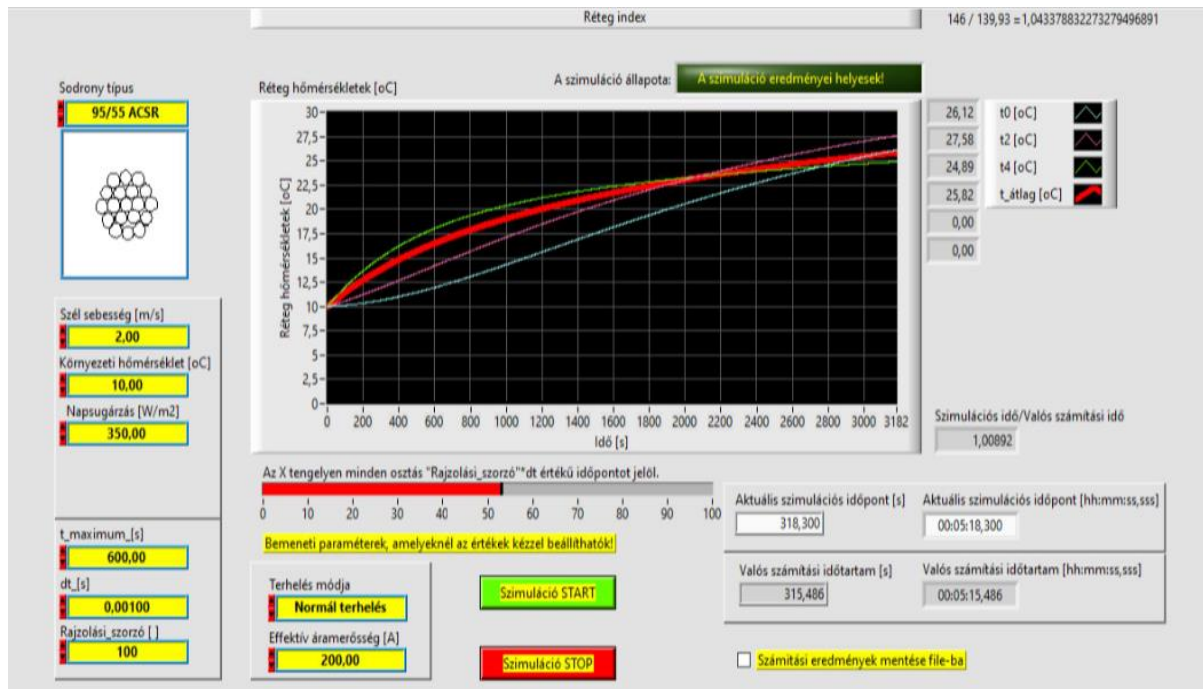 Réteg index
146 / 139,93 = 1,043378832273279496891
A szimuláció állapota:
A szimuláció eredményei helyesek!
Sodrony típus
95/55 ACSR
Réteg hőmérsékletek [oC]
Réteg hőmérsékletek [oC]
30
27,5
25
22,5
20
17,5
15
12,5
10
7,5
5
2,5
0
0 200 400 600 800 1000 1200 1400 1600 1800 2000 2200 2400 2600 2800 3000 3182
Idő [s]
26,12 t0 [oC]
27,58 t2 [oC]
24,89 t4 [oC]
25,82 t_átlag [oC]
0,00
0,00
Szél sebesség [m/s]
2,00
Környezeti hőmérséklet [oC]
10,00
Napsugárzás [W/m2]
350,00
Szimulációs idő/Valós számítási idő
1,00892
Az X tengelyen minden osztás "Rajzolási_szorzó"*dt értékű időpontot jelöl.
0 10 20 30 40 50 60 70 80 90 100
Bemeneti paraméterek, amelyeknél az értékek kézzel beállíthatók!
t_maximum_[s]
600,00
dt_[s]
0,00100
Rajzolási_szorzó [ ]
100
Terhelés módja
Normál terhelés
Effektív áramerősség [A]
200,00
Szimuláció START
Szimuláció STOP
Aktuális szimulációs időpont [s] Aktuális szimulációs időpont [hh:mm:ss,sss]
318,300 00:05:18,300
Valós számítási időtartam [s] Valós számítási időtartam [hh:mm:ss,sss]
315,486 00:05:15,486
Számítási eredmények mentése file-ba